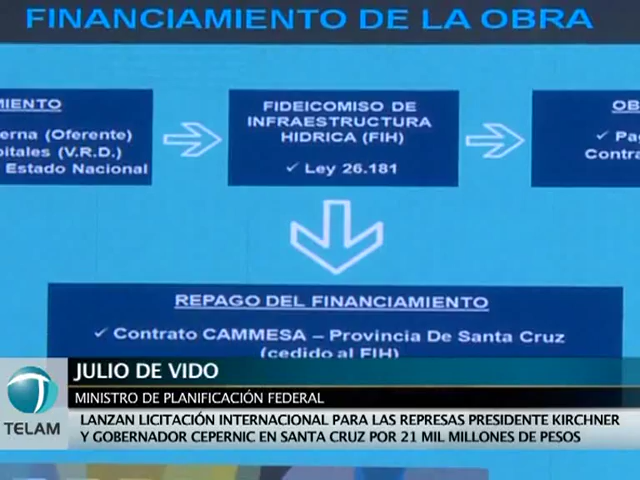 FINANCIAMIENTO DE LA OBRA
MIENTO
erna (Oferente)
pitales (V.R.D.)
Estado Nacional
FIDEICOMISO DE
INFRAESTRUCTURA
HIDRICA (FIH)
✓ Ley 26.181
OB
✓ Pag
Contra
REPAGO DEL FINANCIAMIENTO
✓ Contrato CAMMESA – Provincia De Santa Cruz
(cedido al FIH)
JULIO DE VIDO
MINISTRO DE PLANIFICACIÓN FEDERAL
TELAM
LANZAN LICITACIÓN INTERNACIONAL PARA LAS REPRESAS PRESIDENTE KIRCHNER
Y GOBERNADOR CEPERNIC EN SANTA CRUZ POR 21 MIL MILLONES DE PESOS